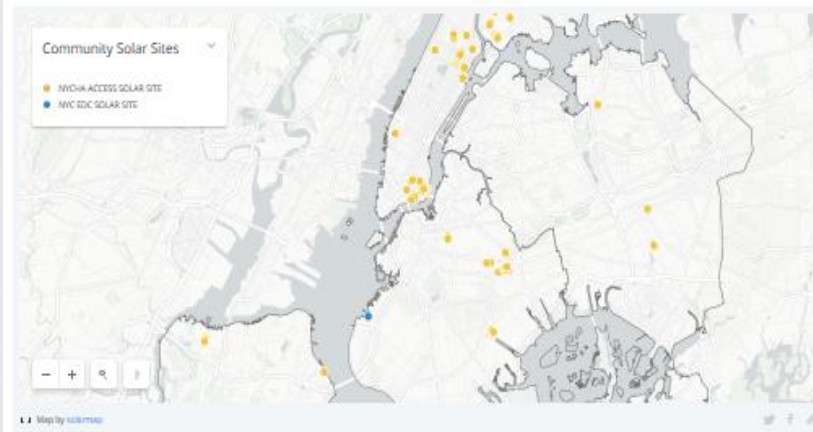 Community Solar Sites
NYCHA ACCESS SOLAR SITE
NYC EDC SOLAR SITE
Map by